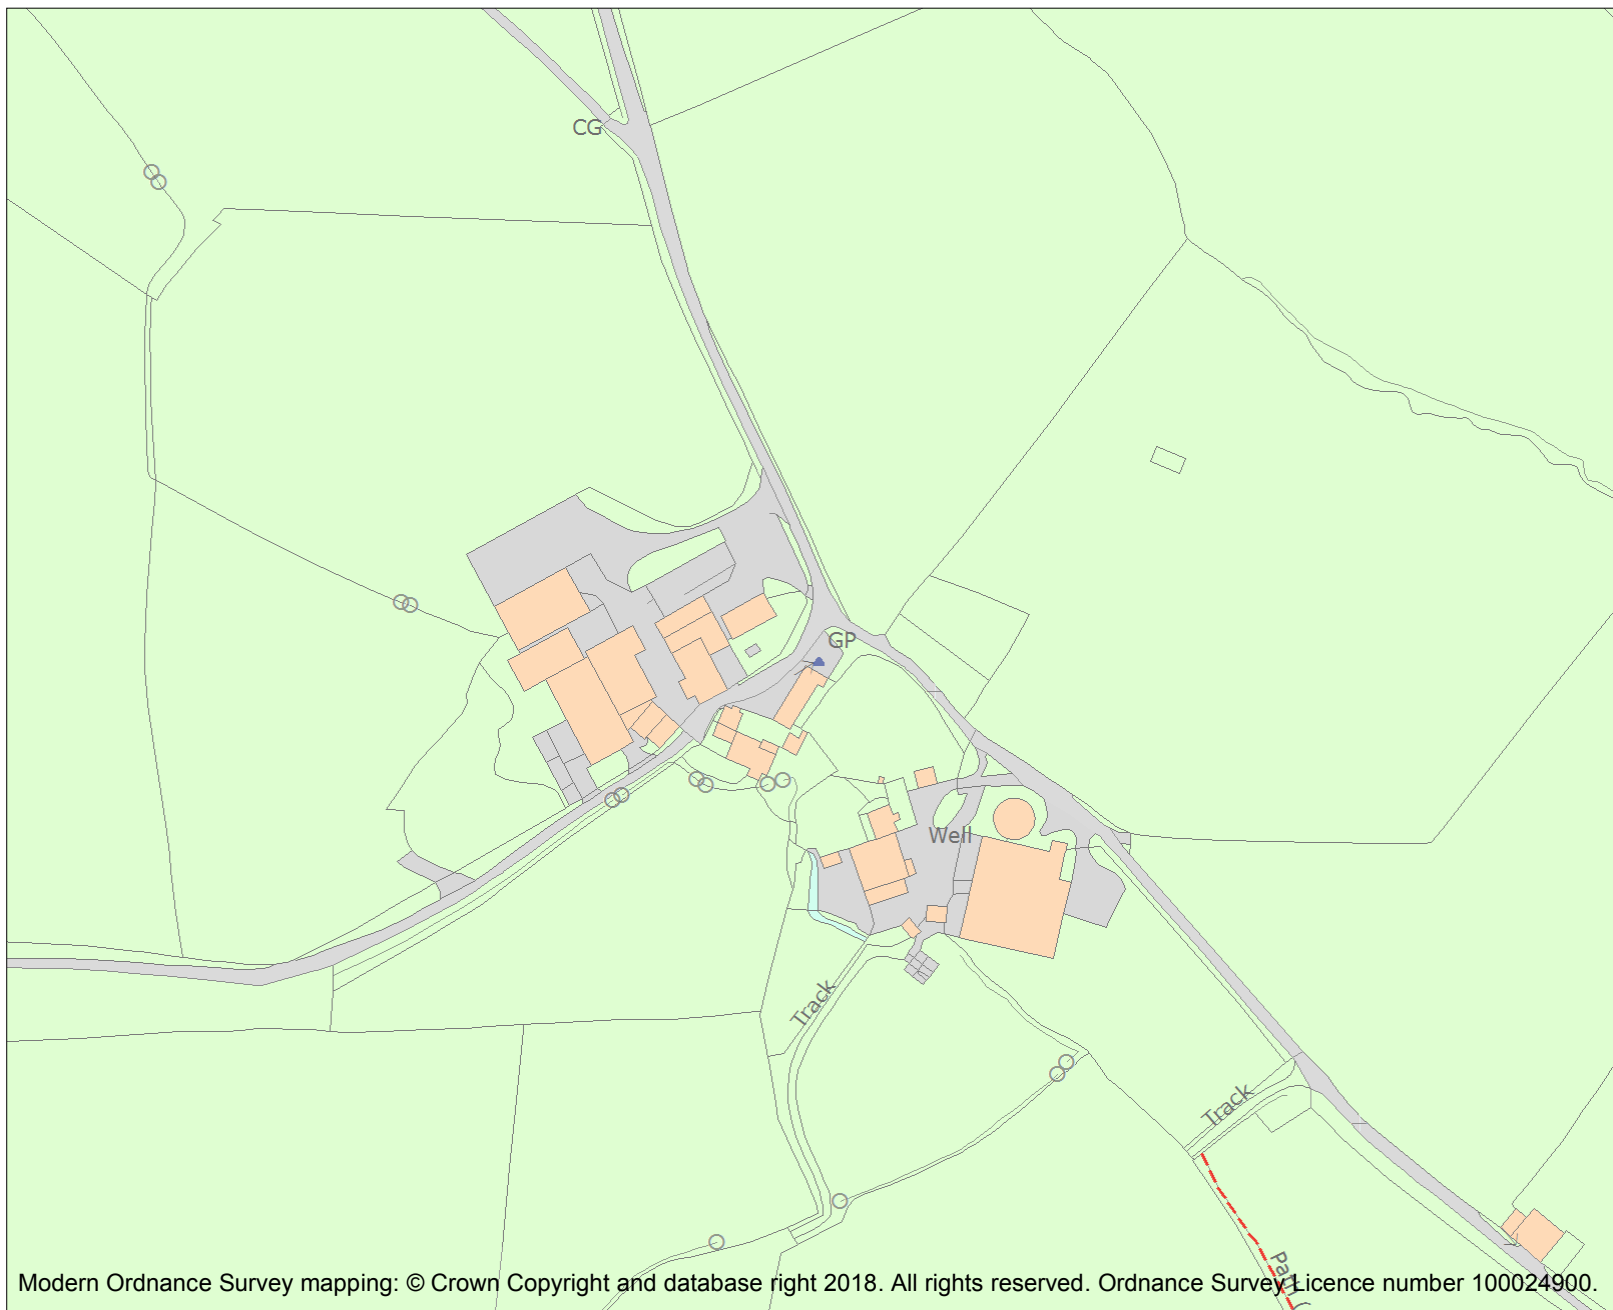 CG
GP
Well
Track
Track
Path
Modern Ordnance Survey mapping: © Crown Copyright and database right 2018. All rights reserved. Ordnance Survey Licence number 100024900.